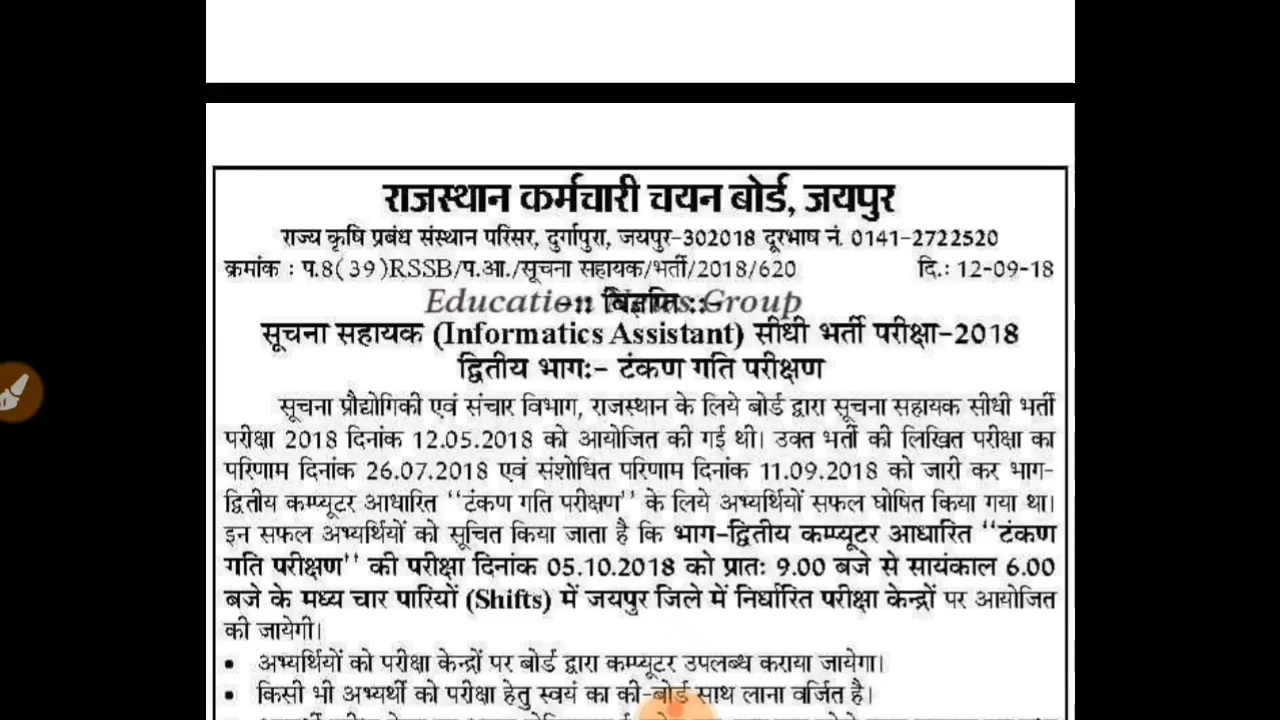 राजस्थान कर्मचारी चयन बोर्ड, जयपुर
राज्य कृषि प्रबंध संस्थान परिसर, दुर्गापुरा, जयपुर-302018 दूरभाष नं. 0141-2722520
क्रमांक : प.8(39)RSSB/प.आ./सूचना सहायक/भर्ती/2018/620 दि.: 12-09-18
-:: विज्ञप्ति ::-
Education Group
सूचना सहायक (Informatics Assistant) सीधी भर्ती परीक्षा-2018
द्वितीय भाग:- टंकण गति परीक्षण
सूचना प्रौद्योगिकी एवं संचार विभाग, राजस्थान के लिये बोर्ड द्वारा सूचना सहायक सीधी भर्ती
परीक्षा 2018 दिनांक 12.05.2018 को आयोजित की गई थी। उक्त भर्ती की लिखित परीक्षा का
परिणाम दिनांक 26.07.2018 एवं संशोधित परिणाम दिनांक 11.09.2018 को जारी कर भाग-
द्वितीय कम्प्यूटर आधारित "टंकण गति परीक्षण" के लिये अभ्यर्थियों सफल घोषित किया गया था।
इन सफल अभ्यर्थियों को सूचित किया जाता है कि भाग-द्वितीय कम्प्यूटर आधारित "टंकण
गति परीक्षण" की परीक्षा दिनांक 05.10.2018 को प्रातः 9.00 बजे से सायंकाल 6.00
बजे के मध्य चार पारियों (Shifts) में जयपुर जिले में निर्धारित परीक्षा केन्द्रों पर आयोजित
की जायेगी।
• अभ्यर्थियों को परीक्षा केन्द्रों पर बोर्ड द्वारा कम्प्यूटर उपलब्ध कराया जायेगा।
• किसी भी अभ्यर्थी को परीक्षा हेतु स्वयं का की-बोर्ड साथ लाना वर्जित है।